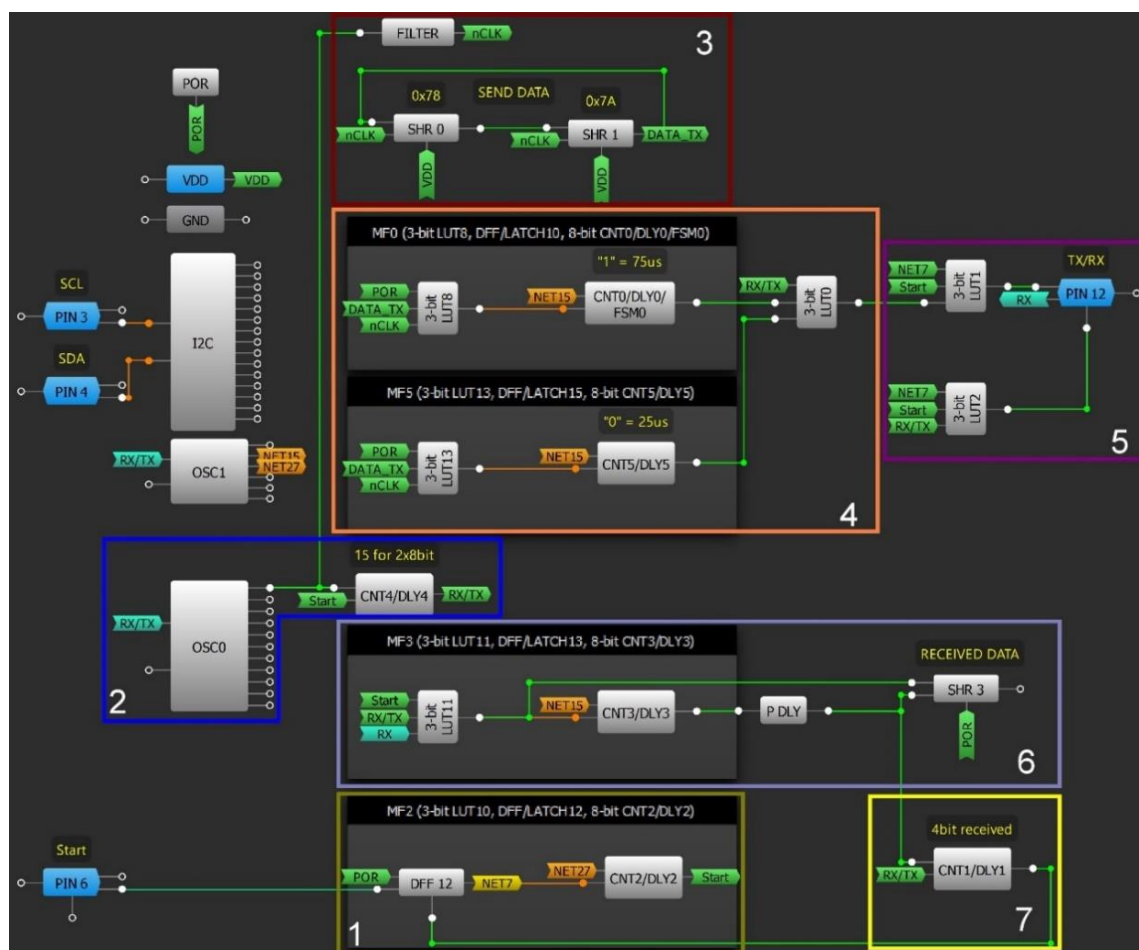 FILTER
nCLK
3
POR
POR
0x78
SEND DATA
0x7A
nCLK
SHR 0
nCLK
SHR 1
DATA_TX
VDD
VDD
VDD
VDD
GND
MF0 (3-bit LUT8, DFF/LATCH10, 8-bit CNT0/DLY0/FSM0)
"1" = 75us
POR
DATA_TX
nCLK
3-bit
LUT8
NET15
CNT0/DLY0/
FSM0
RX/TX
3-bit
LUT0
MF5 (3-bit LUT13, DFF/LATCH15, 8-bit CNT5/DLY5)
"0" = 25us
POR
DATA_TX
nCLK
3-bit
LUT13
NET15
CNT5/DLY5
4
NET7
Start
3-bit
LUT1
RX
TX/RX
PIN 12
NET7
Start
RX/TX
3-bit
LUT2
5
SCL
PIN 3
I2C
SDA
PIN 4
RX/TX
OSC1
NET15
NET27
15 for 2x8bit
Start
CNT4/DLY4
RX/TX
RX/TX
OSC0
2
MF3 (3-bit LUT11, DFF/LATCH13, 8-bit CNT3/DLY3)
Start
RX/TX
RX
3-bit
LUT11
NET15
CNT3/DLY3
P DLY
RECEIVED DATA
SHR 3
POR
6
MF2 (3-bit LUT10, DFF/LATCH12, 8-bit CNT2/DLY2)
Start
PIN 6
POR
DFF 12
NET7
NET27
CNT2/DLY2
Start
1
4bit received
RX/TX
CNT1/DLY1
7